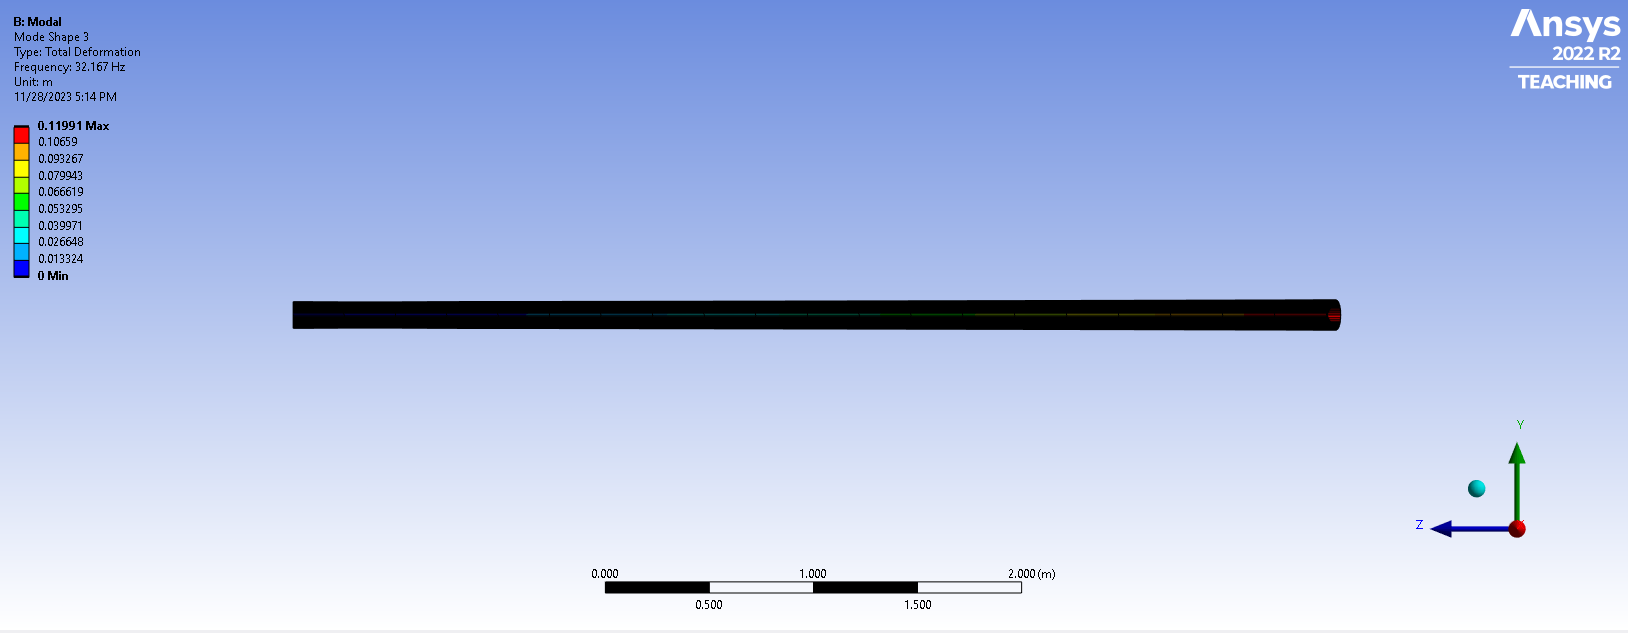 B: Modal
Mode Shape 3
Type: Total Deformation
Frequency: 32.167 Hz
Unit: m
11/28/2023 5:14 PM
Ansys
2022 R2
TEACHING
0.11991 Max
0.10659
0.093267
0.079943
0.066619
0.053295
0.039971
0.026648
0.013324
0 Min
Y
Z
0.000 1.000 2.000 (m)
0.500 1.500